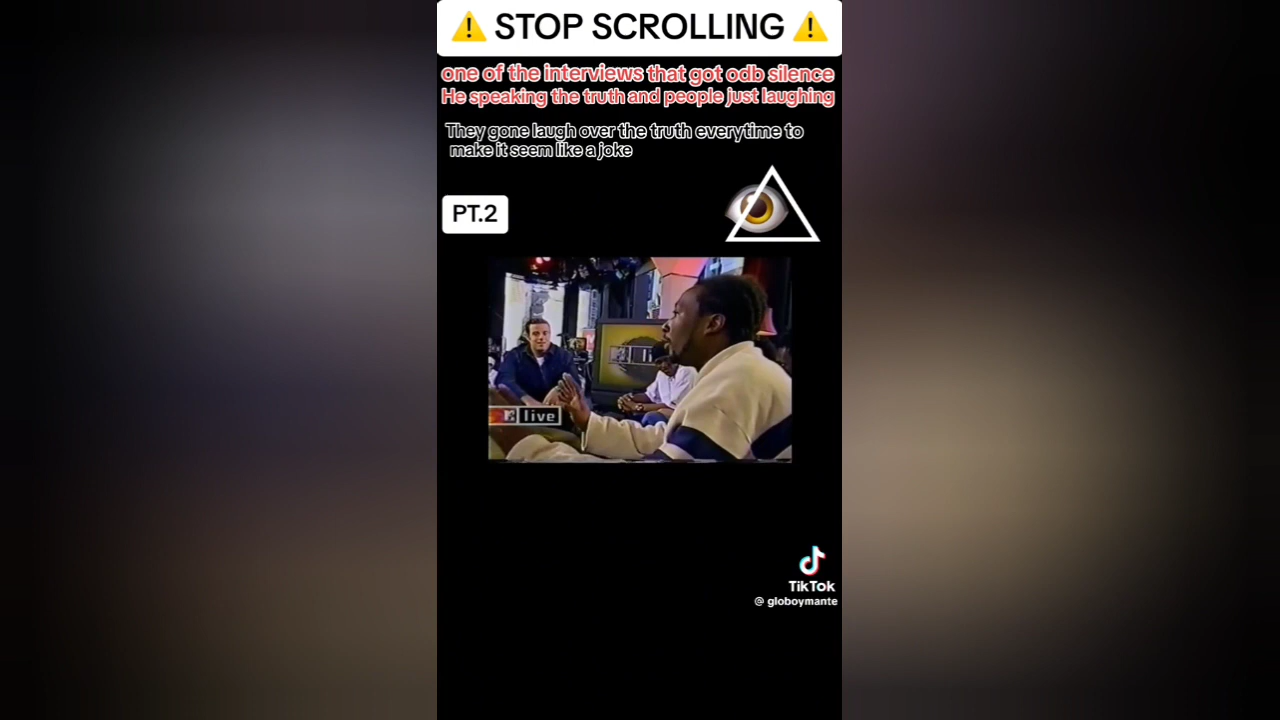 ⚠️ STOP SCROLLING ⚠️
one of the interviews that got odb silence
He speaking the truth and people just laughing
They gone laugh over the truth everytime to
make it seem like a joke
PT.2
live
TikTok
@ globoymante